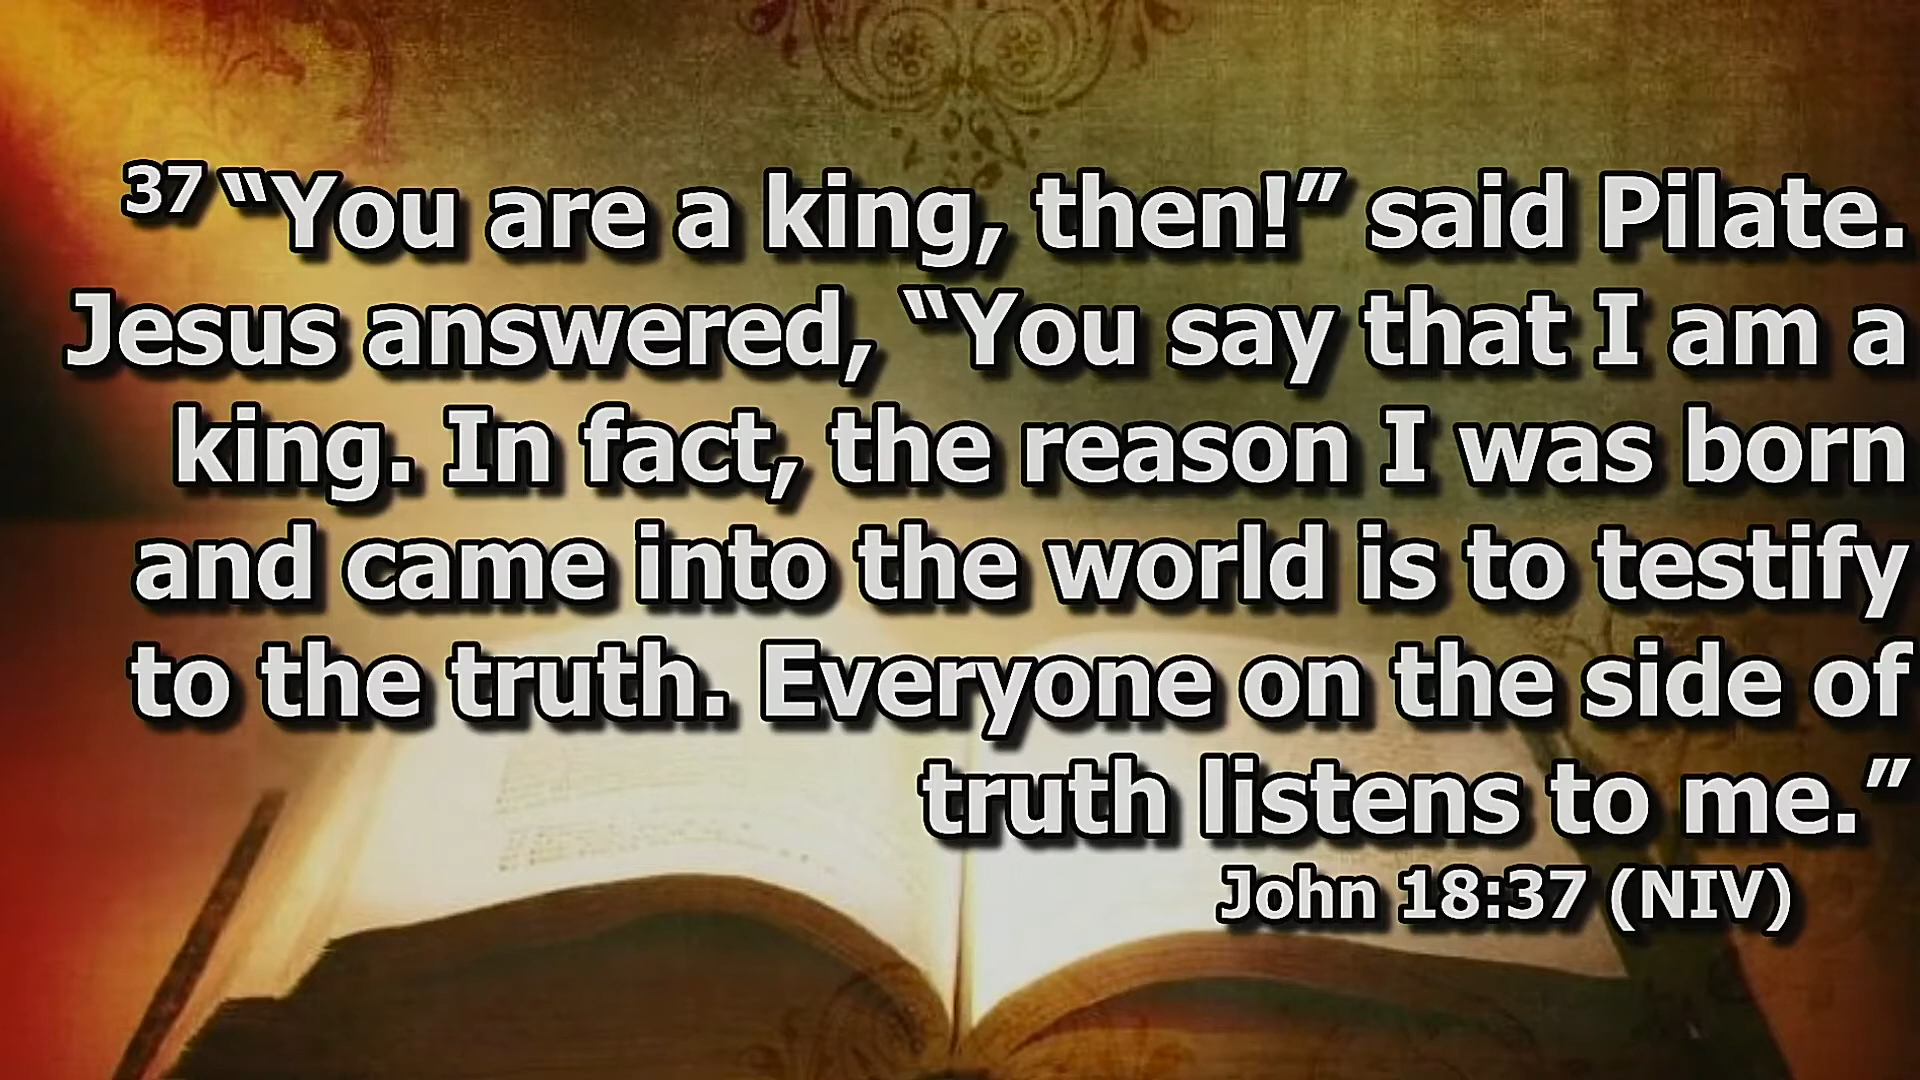 37 “You are a king, then!” said Pilate.
Jesus answered, “You say that I am a
king. In fact, the reason I was born
and came into the world is to testify
to the truth. Everyone on the side of
truth listens to me.”
John 18:37 (NIV)